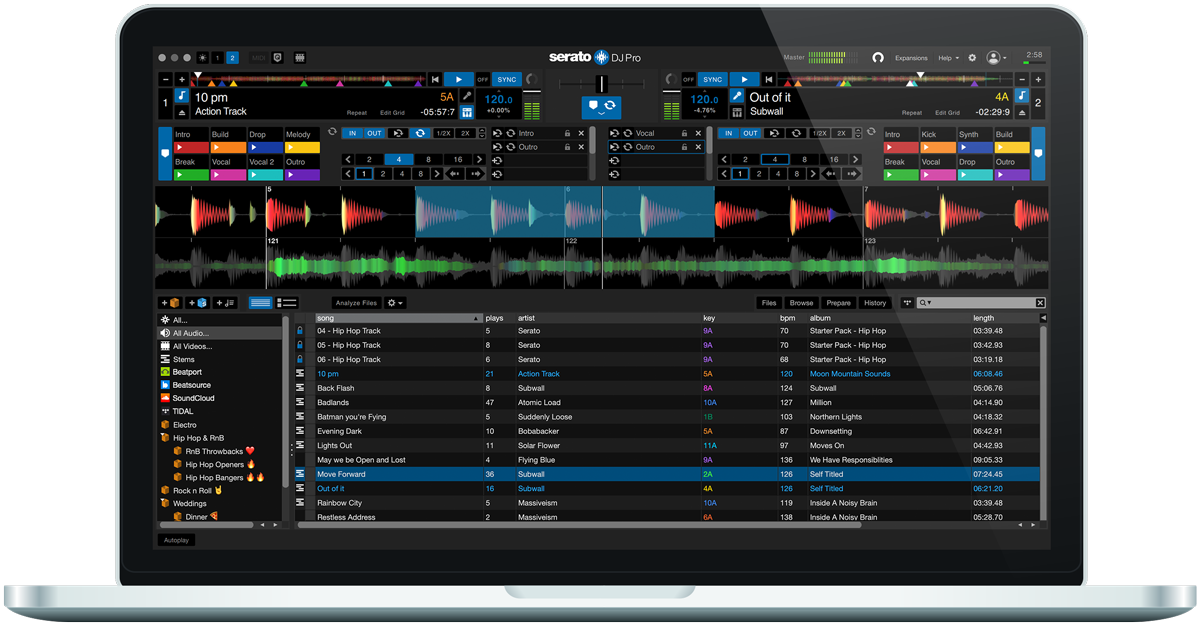 1 2 MIDI serato DJ Pro Master Expansions Help 2:58
OFF SYNC OFF SYNC
1 10 pm 5A 120.0 120.0 Out of it 4A 2
Action Track Repeat Edit Grid -05:57:7 +0.00% -4.76% Subwall Repeat Edit Grid -02:29:9
Intro Build Drop Melody IN OUT 1/2X 2X Intro Vocal IN OUT 1/2X 2X Intro Kick Synth Build
Outro Outro
Break Vocal Vocal 2 Outro 2 4 8 16 2 4 8 16 Break Vocal Drop Outro
1 2 4 8 1 2 4 8
5 6 7
121 122 123
Analyze Files Files Browse Prepare History
song plays artist key bpm album length
All...
All Audio...
All Videos...
Stems
Beatport
Beatsource
SoundCloud
TIDAL
Electro
Hip Hop & RnB
RnB Throwbacks ❤️
Hip Hop Openers 🔥
Hip Hop Bangers 🔥🔥
Rock n Roll 🤘
Weddings
Dinner 🍕
04 - Hip Hop Track 5 Serato 9A 70 Starter Pack - Hip Hop 03:39.48
05 - Hip Hop Track 8 Serato 9A 70 Starter Pack - Hip Hop 03:42.93
06 - Hip Hop Track 6 Serato 9A 68 Starter Pack - Hip Hop 03:19.18
10 pm 21 Action Track 5A 120 Moon Mountain Sounds 06:08.46
Back Flash 8 Subwall 8A 124 Subwall 05:06.76
Badlands 47 Atomic Load 10A 127 Million 04:14.90
Batman you're Flying 5 Suddenly Loose 1B 103 Northern Lights 04:18.32
Evening Dark 10 Bobabacker 5A 87 Downsetting 06:42.91
Lights Out 11 Solar Flower 11A 97 Moves On 04:42.93
May we be Open and Lost 4 Flying Blue 9A 136 We Have Responsiblities 09:05.33
Move Forward 36 Subwall 2A 126 Self Titled 07:24.45
Out of it 16 Subwall 4A 126 Self Titled 06:21.20
Rainbow City 5 Massiveism 10A 119 Inside A Noisy Brain 03:42.93
Restless Address 2 Massiveism 6A 138 Inside A Noisy Brain 05:28.70
Autoplay